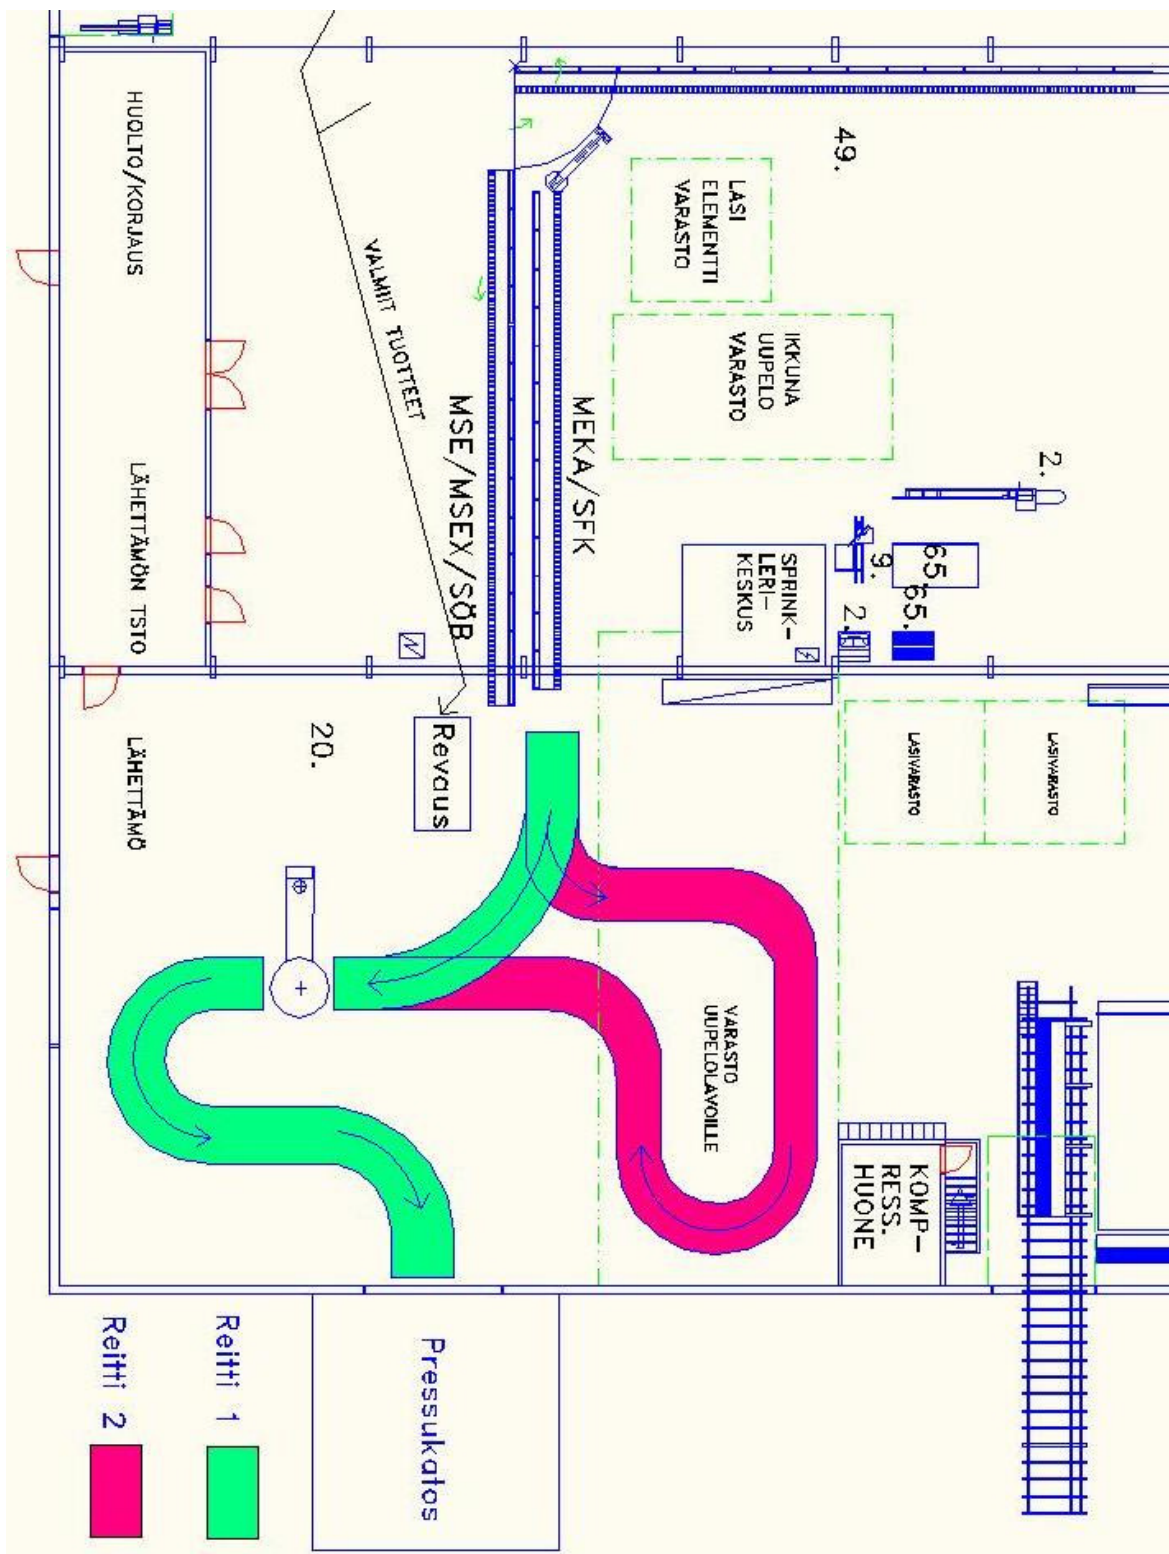 HUOLTO/KORJAUS
LÄHETTÄMÖN TSTO
LÄHETTÄMÖ
VALMIIT TUOTTEET
MSE/MSEX/SÖB
MEKA/SFK
49.
LASI
ELEMENTTI
VARASTO
IKKUNA
UUPELO
VARASTO
2.
SPRINK-
LERI-
KESKUS
9.
65.
65.
2.
20.
Revaus
LASIVARASTO
LASIVARASTO
VARASTO
UUPELOLAVOILLE
KOMP-
RESS.
HUONE
Pressukatos
Reitti 1
Reitti 2